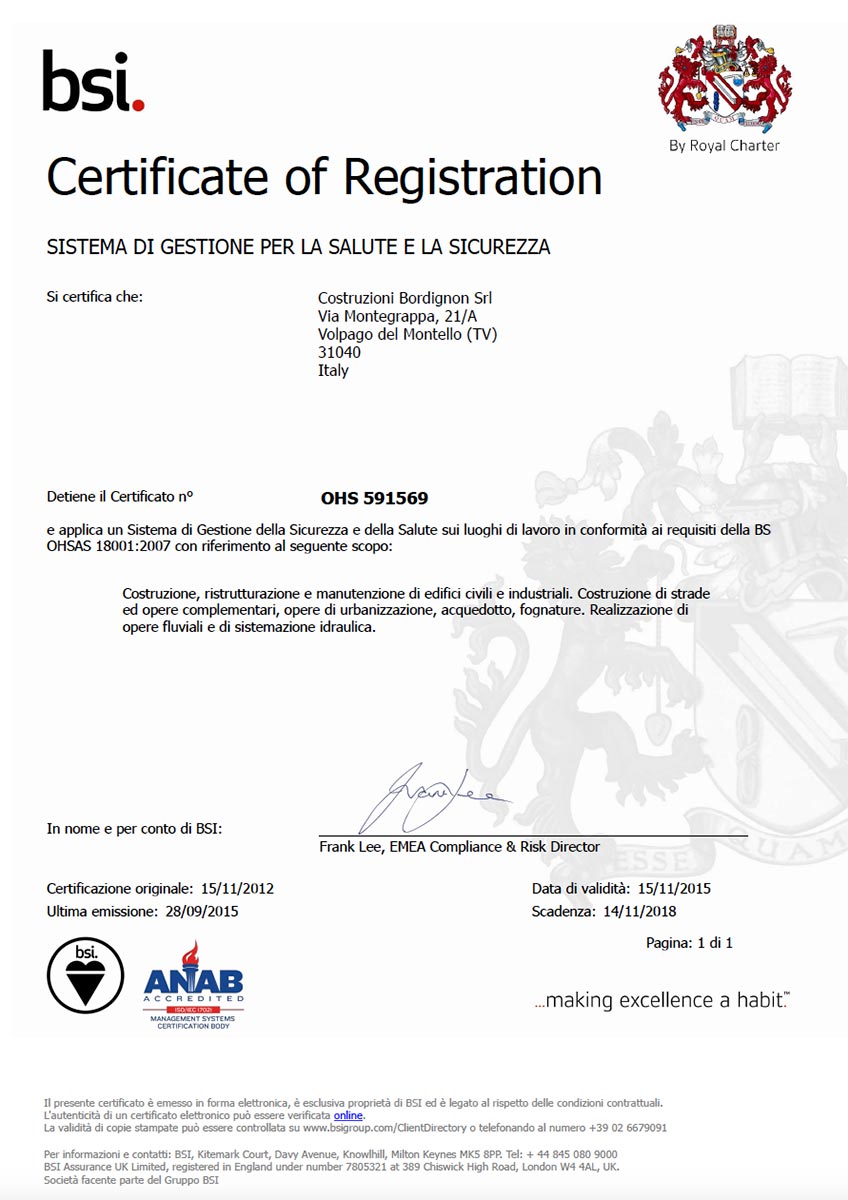 bsi.
By Royal Charter
Certificate of Registration
SISTEMA DI GESTIONE PER LA SALUTE E LA SICUREZZA
Si certifica che:
Costruzioni Bordignon Srl
Via Montegrappa, 21/A
Volpago del Montello (TV)
31040
Italy
Detiene il Certificato n°
OHS 591569
e applica un Sistema di Gestione della Sicurezza e della Salute sui luoghi di lavoro in conformità ai requisiti della BS
OHSAS 18001:2007 con riferimento al seguente scopo:
Costruzione, ristrutturazione e manutenzione di edifici civili e industriali. Costruzione di strade
ed opere complementari, opere di urbanizzazione, acquedotto, fognature. Realizzazione di
opere fluviali e di sistemazione idraulica.
In nome e per conto di BSI:
Frank Lee, EMEA Compliance & Risk Director
ESSE QUAM
Certificazione originale: 15/11/2012
Data di validità: 15/11/2015
Ultima emissione: 28/09/2015
Scadenza: 14/11/2018
Pagina: 1 di 1
bsi.
ANAB
ACCREDITED
ISO/IEC 17021
MANAGEMENT SYSTEMS
CERTIFICATION BODY
...making excellence a habit.™
Il presente certificato è emesso in forma elettronica, è esclusiva proprietà di BSI ed è legato al rispetto delle condizioni contrattuali.
L'autenticità di un certificato elettronico può essere verificata online.
La validità di copie stampate può essere controllata su www.bsigroup.com/ClientDirectory o telefonando al numero +39 02 6679091
Per informazioni e contatti: BSI, Kitemark Court, Davy Avenue, Knowlhill, Milton Keynes MK5 8PP. Tel: + 44 845 080 9000
BSI Assurance UK Limited, registered in England under number 7805321 at 389 Chiswick High Road, London W4 4AL, UK.
Società facente parte del Gruppo BSI